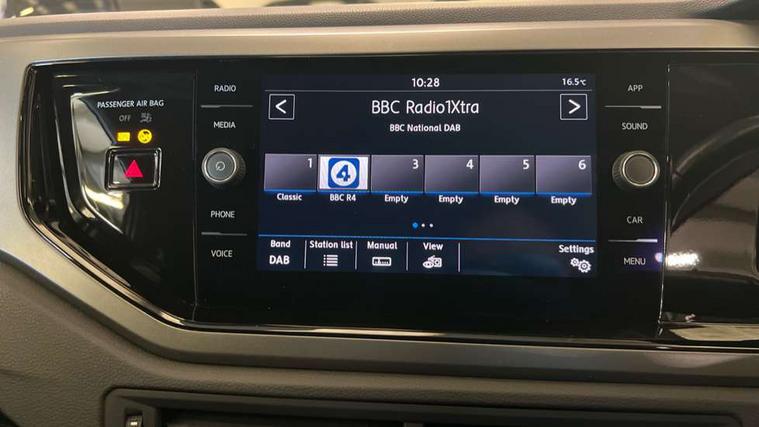 RADIO
MEDIA
PHONE
VOICE
PASSENGER AIR BAG
OFF
10:28
16.5°C
< BBC Radio1Xtra >
BBC National DAB
1 4 3 4 5 6
Classic BBC R4 Empty Empty Empty Empty
Band Station list Manual View Settings
DAB
APP
SOUND
CAR
MENU